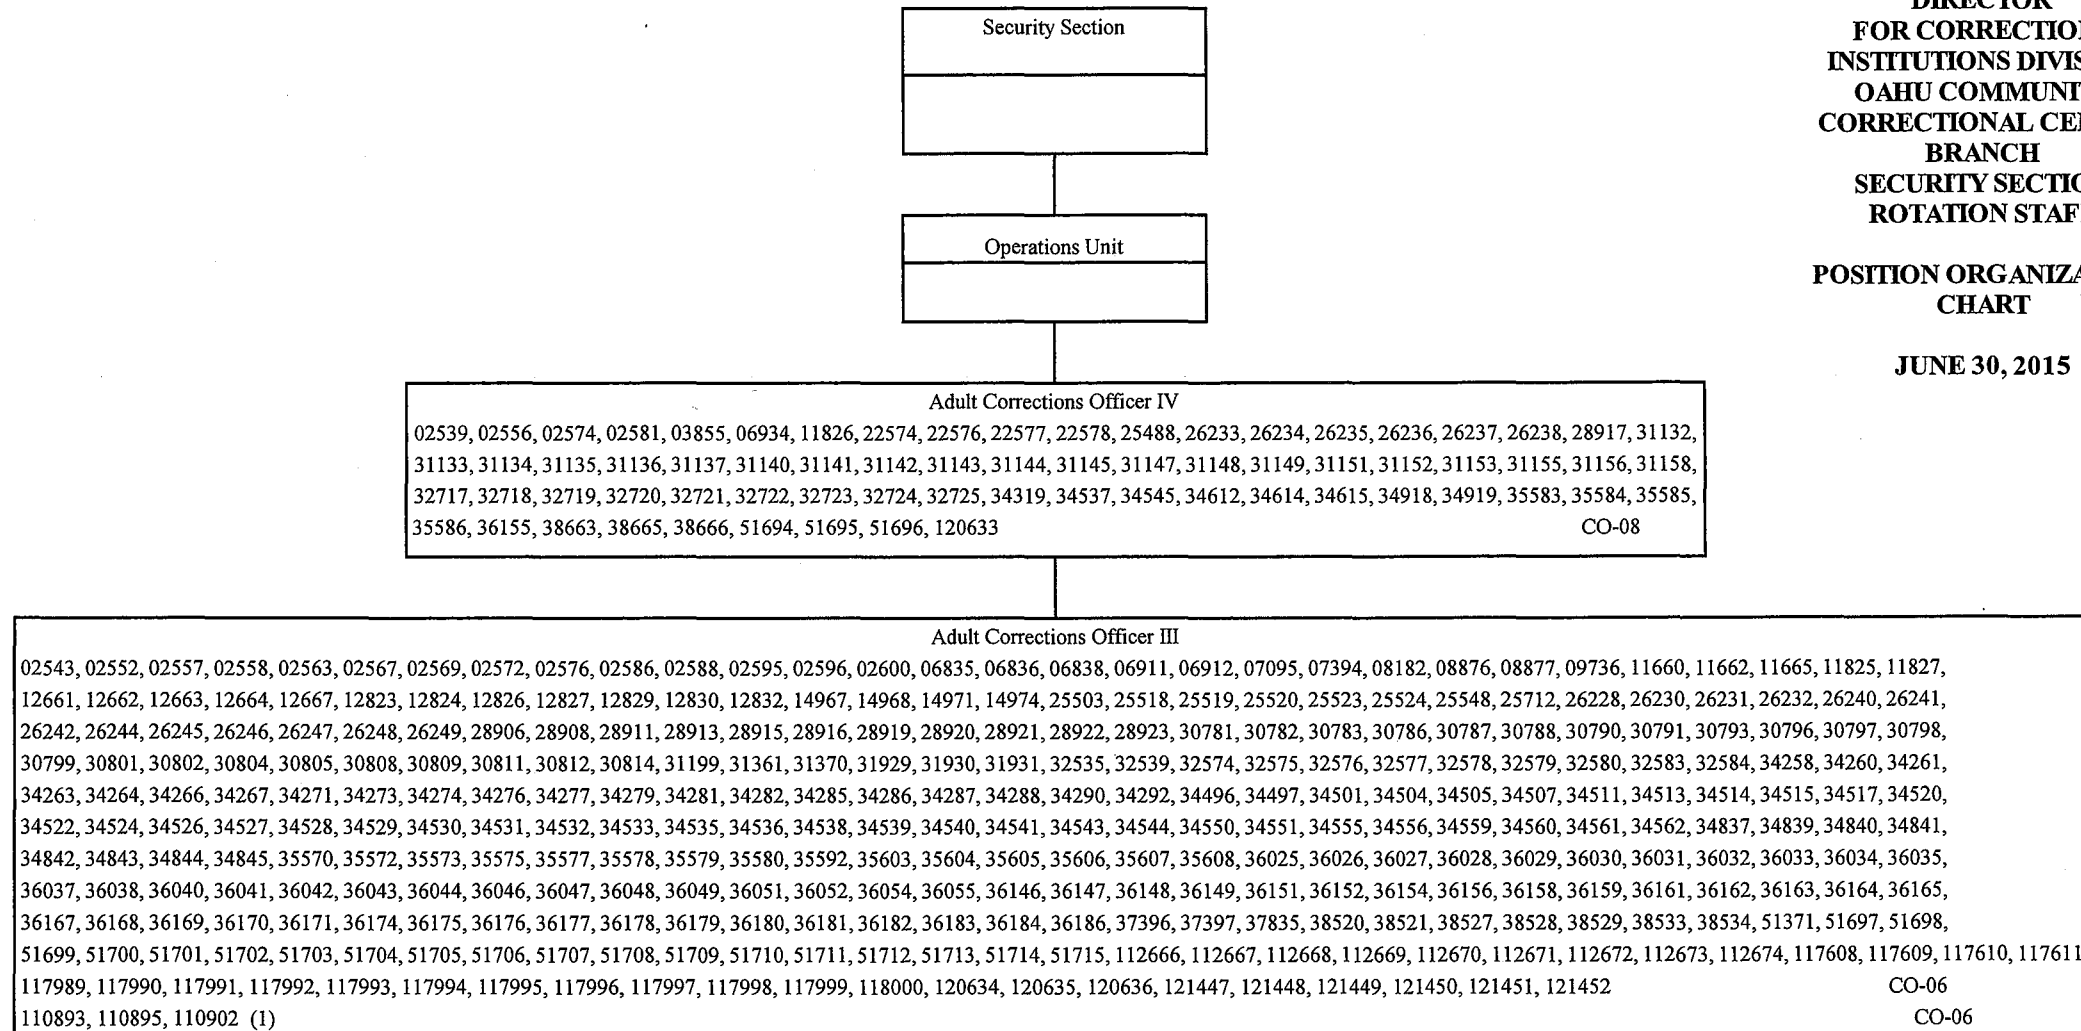 DIRECTOR
FOR CORRECTIO
INSTITUTIONS DIVIS
OAHU COMMUNI
CORRECTIONAL CE
BRANCH
SECURITY SECTIO
ROTATION STAF
POSITION ORGANIZA
CHART
JUNE 30, 2015
Security Section
Operations Unit
Adult Corrections Officer IV
02539, 02556, 02574, 02581, 03855, 06934, 11826, 22574, 22576, 22577, 22578, 25488, 26233, 26234, 26235, 26236, 26237, 26238, 28917, 31132,
31133, 31134, 31135, 31136, 31137, 31140, 31141, 31142, 31143, 31144, 31145, 31147, 31148, 31149, 31151, 31152, 31153, 31155, 31156, 31158,
32717, 32718, 32719, 32720, 32721, 32722, 32723, 32724, 32725, 34319, 34537, 34545, 34612, 34614, 34615, 34918, 34919, 35583, 35584, 35585,
35586, 36155, 38663, 38665, 38666, 51694, 51695, 51696, 120633 CO-08
Adult Corrections Officer III
02543, 02552, 02557, 02558, 02563, 02567, 02569, 02572, 02576, 02586, 02588, 02595, 02596, 02600, 06835, 06836, 06838, 06911, 06912, 07095, 07394, 08182, 08876, 08877, 09736, 11660, 11662, 11665, 11825, 11827,
12661, 12662, 12663, 12664, 12667, 12823, 12824, 12826, 12827, 12829, 12830, 12832, 14967, 14968, 14971, 14974, 25503, 25518, 25519, 25520, 25523, 25524, 25548, 25712, 26228, 26230, 26231, 26232, 26240, 26241,
26242, 26244, 26245, 26246, 26247, 26248, 26249, 28906, 28908, 28911, 28913, 28915, 28916, 28919, 28920, 28921, 28922, 28923, 30781, 30782, 30783, 30786, 30787, 30788, 30790, 30791, 30793, 30796, 30797, 30798,
30799, 30801, 30802, 30804, 30805, 30808, 30809, 30811, 30812, 30814, 31199, 31361, 31370, 31929, 31930, 31931, 32535, 32539, 32574, 32575, 32576, 32577, 32578, 32579, 32580, 32583, 32584, 34258, 34260, 34261,
34263, 34264, 34266, 34267, 34271, 34273, 34274, 34276, 34277, 34279, 34281, 34282, 34285, 34286, 34287, 34288, 34290, 34292, 34496, 34497, 34501, 34504, 34505, 34507, 34511, 34513, 34514, 34515, 34517, 34520,
34522, 34524, 34526, 34527, 34528, 34529, 34530, 34531, 34532, 34533, 34535, 34536, 34538, 34539, 34540, 34541, 34543, 34544, 34550, 34551, 34555, 34556, 34559, 34560, 34561, 34562, 34837, 34839, 34840, 34841,
34842, 34843, 34844, 34845, 35570, 35572, 35573, 35575, 35577, 35578, 35579, 35580, 35592, 35603, 35604, 35605, 35606, 35607, 35608, 36025, 36026, 36027, 36028, 36029, 36030, 36031, 36032, 36033, 36034, 36035,
36037, 36038, 36040, 36041, 36042, 36043, 36044, 36046, 36047, 36048, 36049, 36051, 36052, 36054, 36055, 36146, 36147, 36148, 36149, 36151, 36152, 36154, 36156, 36158, 36159, 36161, 36162, 36163, 36164, 36165,
36167, 36168, 36169, 36170, 36171, 36174, 36175, 36176, 36177, 36178, 36179, 36180, 36181, 36182, 36183, 36184, 36186, 37396, 37397, 37835, 38520, 38521, 38527, 38528, 38529, 38533, 38534, 51371, 51697, 51698,
51699, 51700, 51701, 51702, 51703, 51704, 51705, 51706, 51707, 51708, 51709, 51710, 51711, 51712, 51713, 51714, 51715, 112666, 112667, 112668, 112669, 112670, 112671, 112672, 112673, 112674, 117608, 117609, 117610, 117611
117989, 117990, 117991, 117992, 117993, 117994, 117995, 117996, 117997, 117998, 117999, 118000, 120634, 120635, 120636, 121447, 121448, 121449, 121450, 121451, 121452 CO-06
110893, 110895, 110902 (1) CO-06